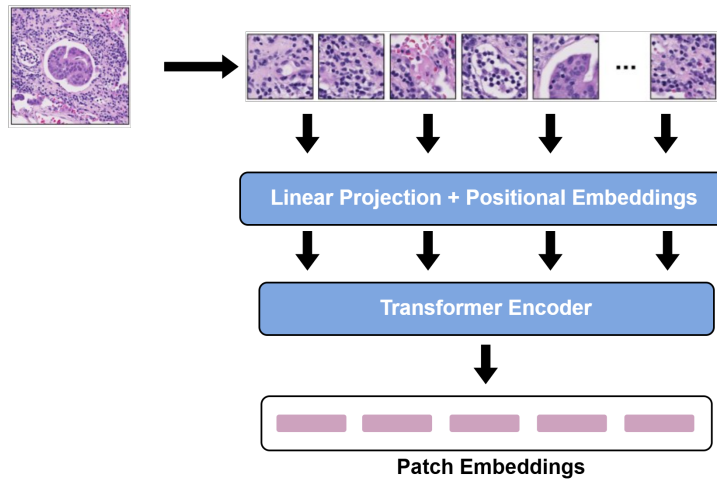 ...
Linear Projection + Positional Embeddings
Transformer Encoder
Patch Embeddings